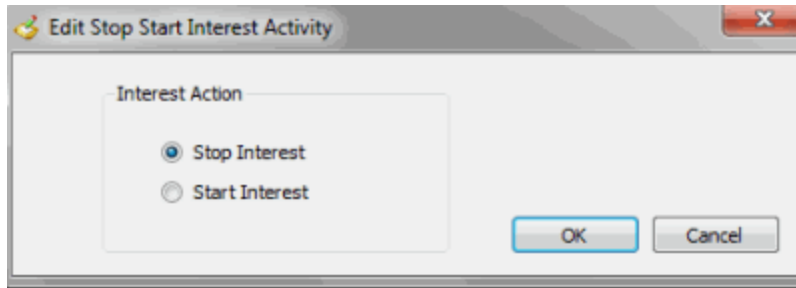 Edit Stop Start Interest Activity
Interest Action
Stop Interest
Start Interest
OK Cancel